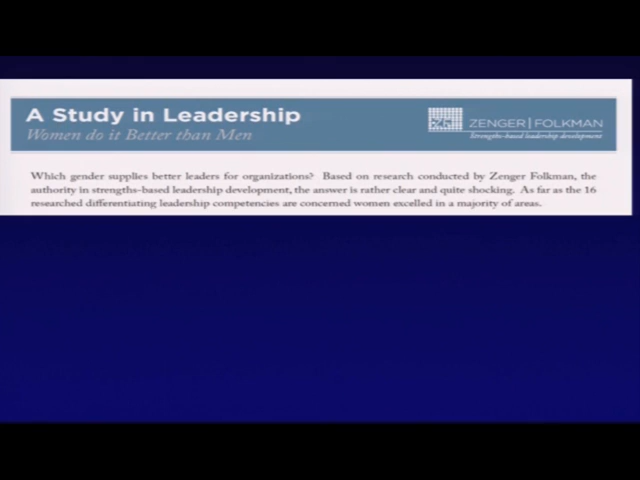 A Study in Leadership
Women do it Better than Men
ZENGER FOLKMAN
Strengths-based leadership development
Which gender supplies better leaders for organizations? Based on research conducted by Zenger Folkman, the
authority in strengths-based leadership development, the answer is rather clear and quite shocking. As far as the 16
researched differentiating leadership competencies are concerned women excelled in a majority of areas.